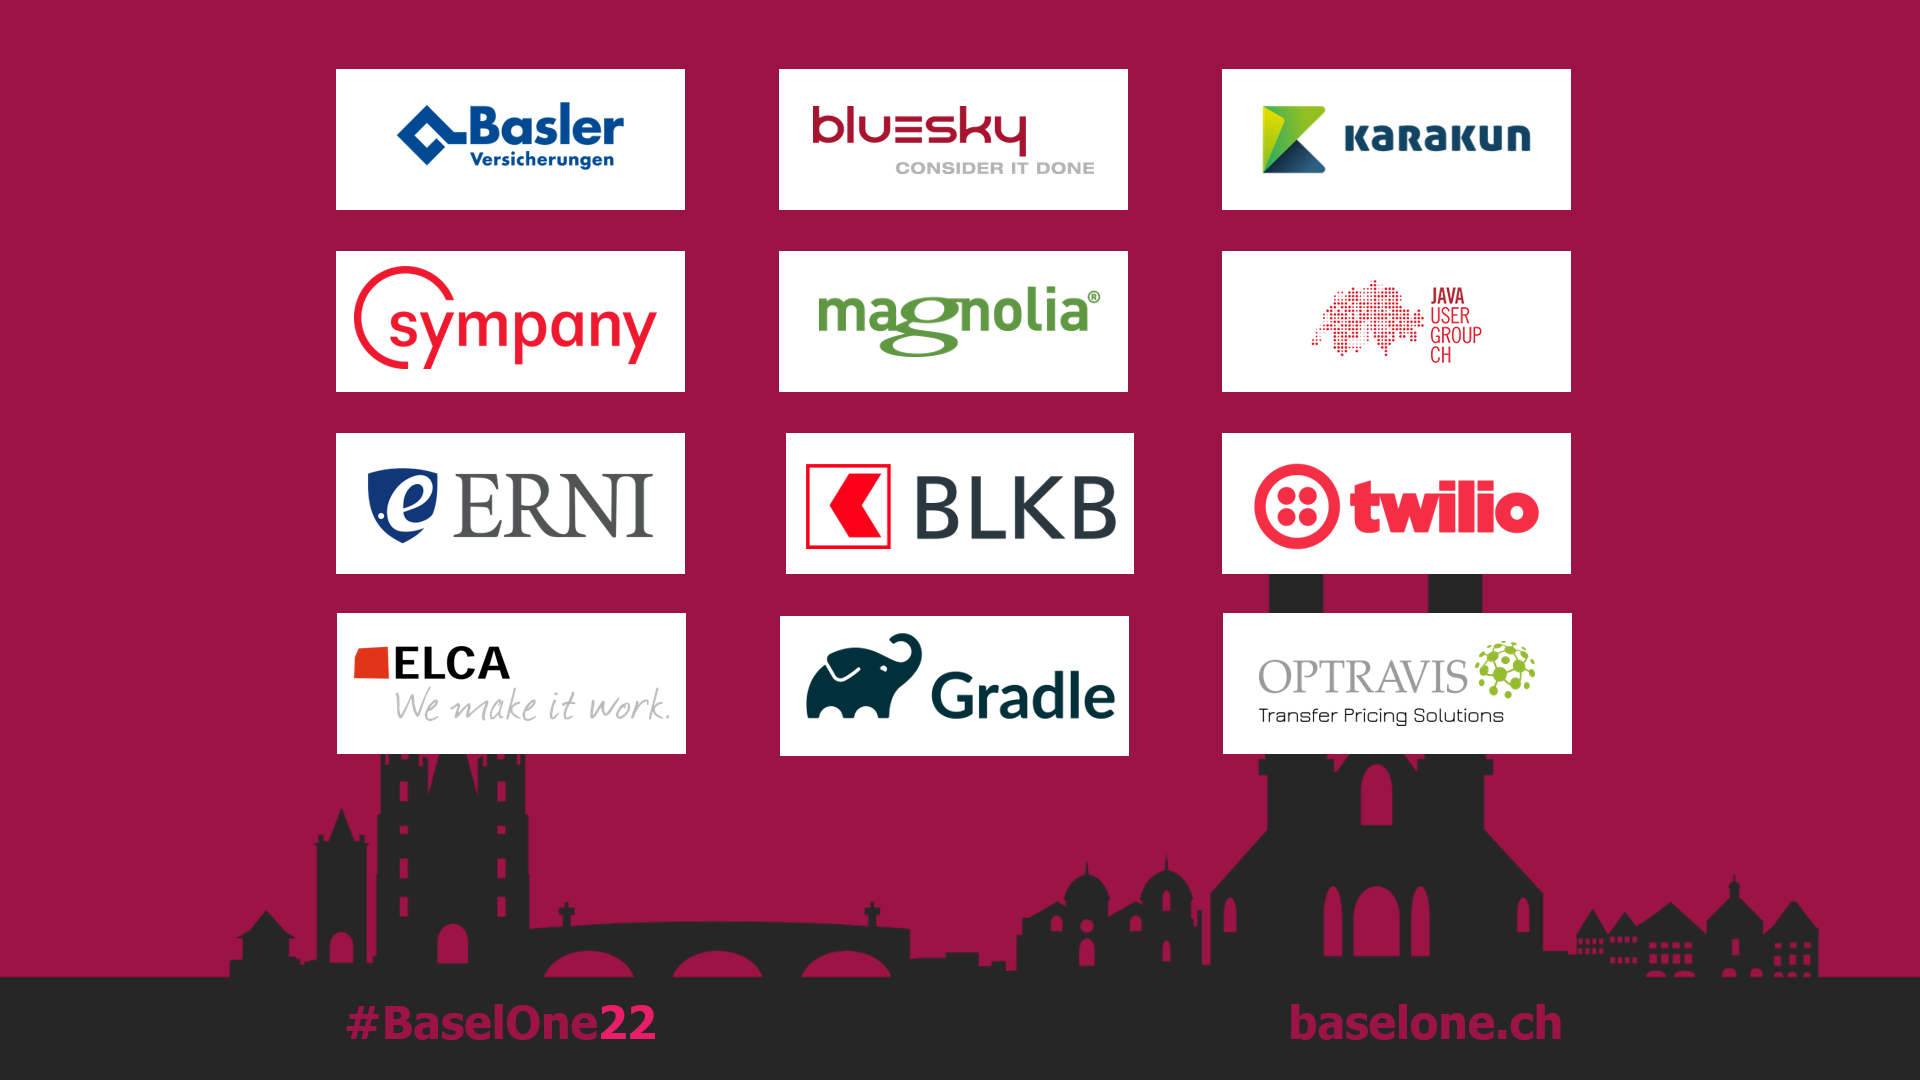 Basler
Versicherungen
bluesky
CONSIDER IT DONE
KARAKUN
sympany
magnolia®
JAVA
USER
GROUP
CH
e ERNI
BLKB
twilio
ELCA
We make it work.
Gradle
OPTRAVIS
Transfer Pricing Solutions
#BaselOne22
baselone.ch